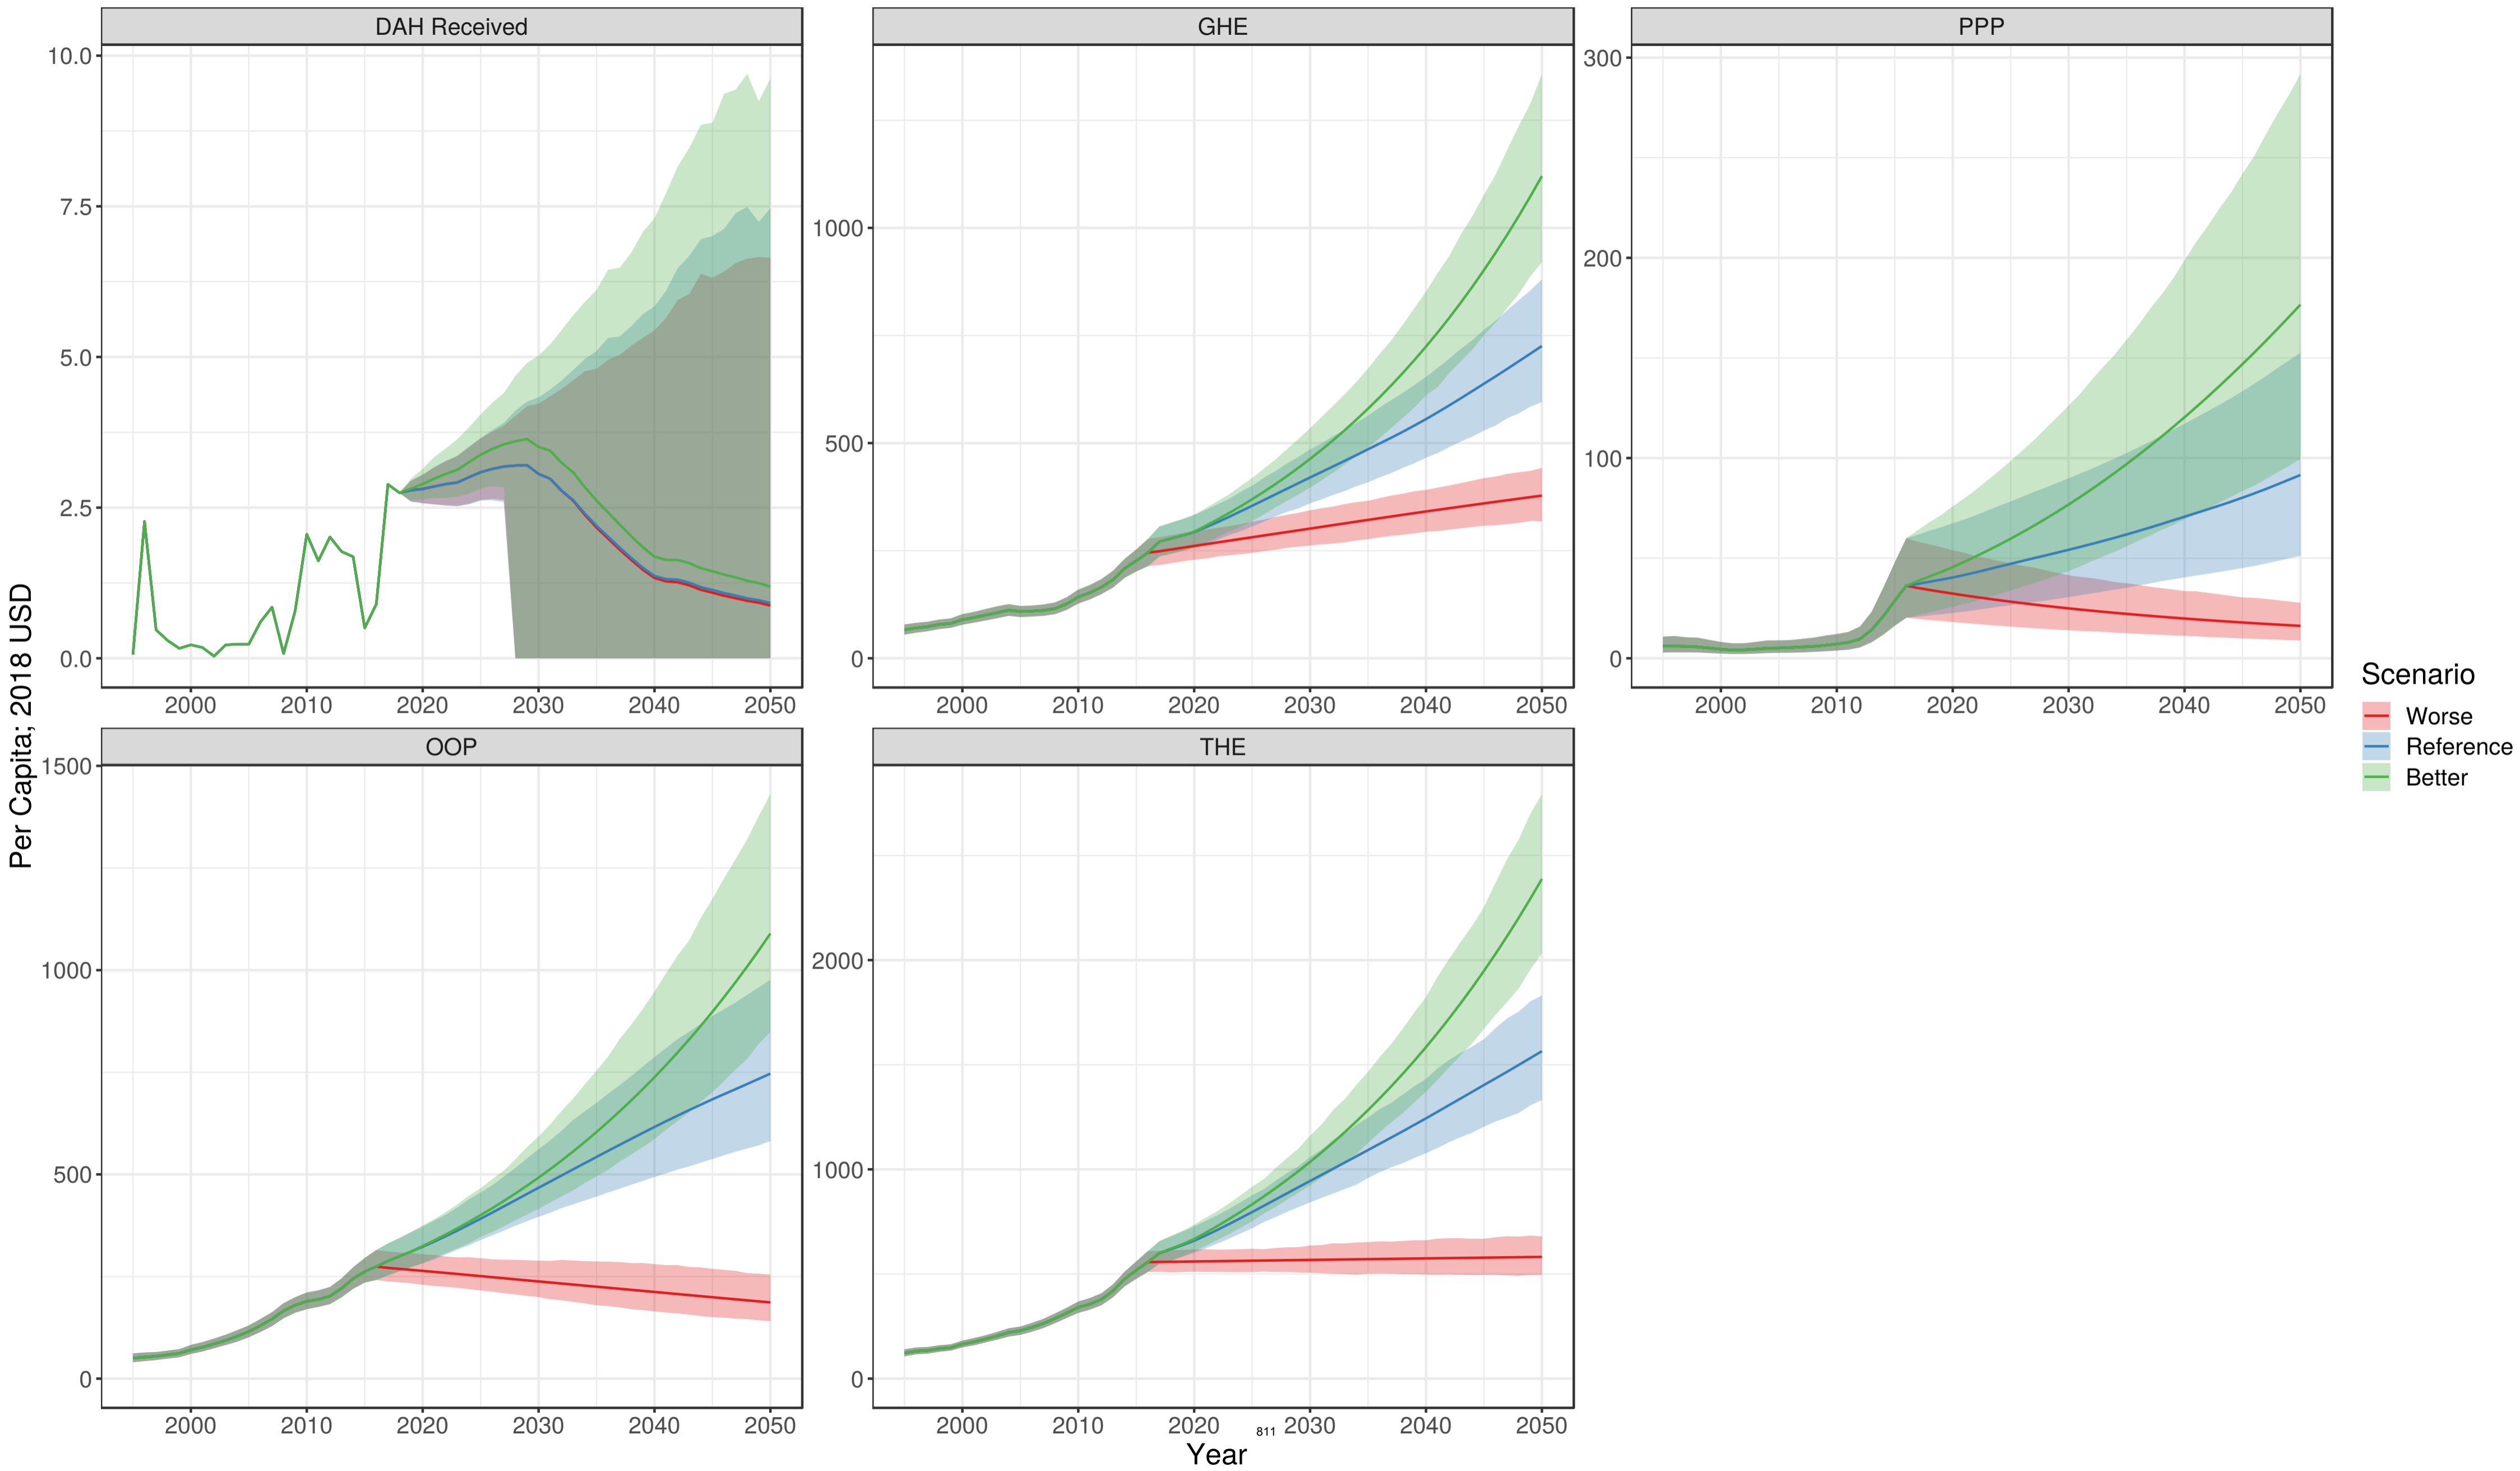 DAH Received
GHE
PPP
10.0
7.5
5.0
2.5
0.0
1000
500
0
300
200
100
0
2000 2010 2020 2030 2040 2050
2000 2010 2020 2030 2040 2050
2000 2010 2020 2030 2040 2050
Per Capita; 2018 USD
OOP
THE
1500
1000
500
0
2000
1000
0
2000 2010 2020 2030 2040 2050
2000 2010 2020 2030 2040 2050
811
Year
Scenario
Worse
Reference
Better